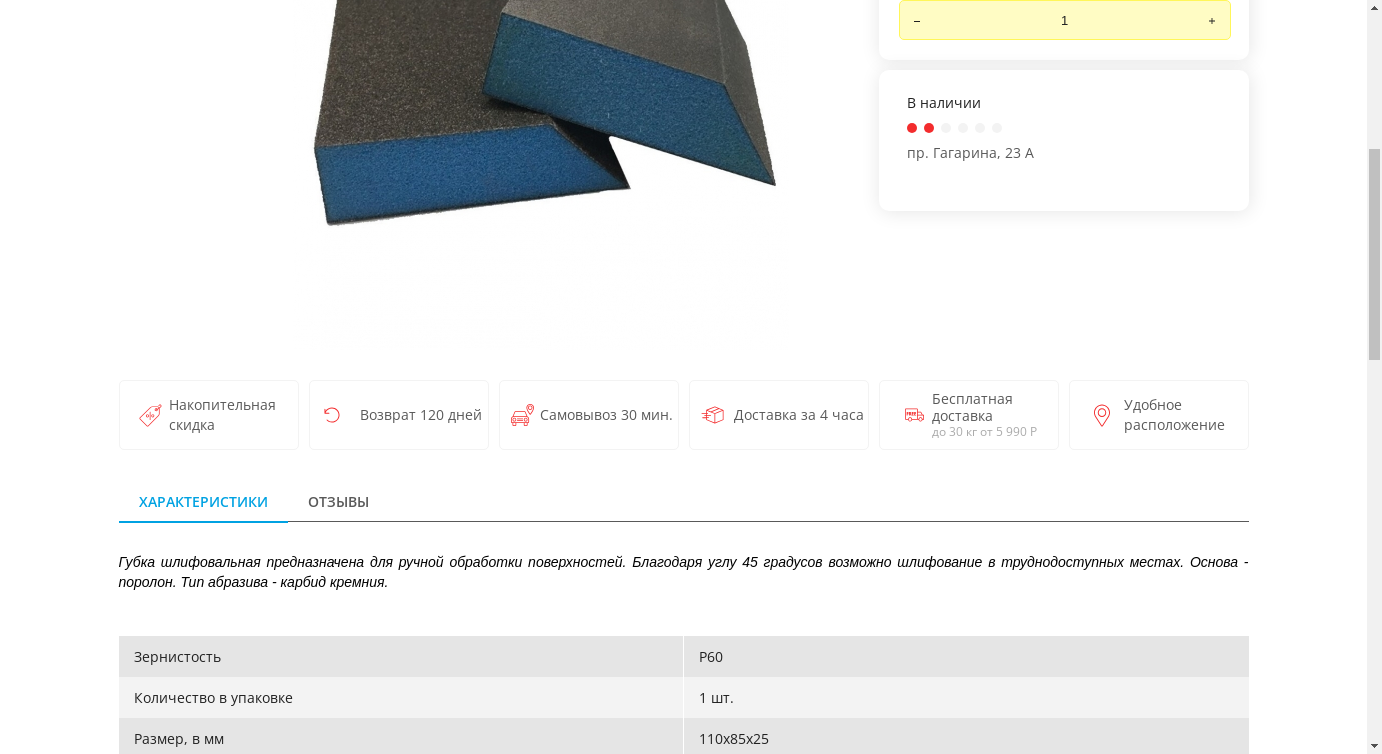 − 1 +
В наличии
пр. Гагарина, 23 А
Накопительная
скидка
Возврат 120 дней
Самовывоз 30 мин.
Доставка за 4 часа
Бесплатная
доставка
до 30 кг от 5 990 Р
Удобное
расположение
ХАРАКТЕРИСТИКИ ОТЗЫВЫ
Губка шлифовальная предназначена для ручной обработки поверхностей. Благодаря углу 45 градусов возможно шлифование в труднодоступных местах. Основа -
поролон. Тип абразива - карбид кремния.
Зернистость P60
Количество в упаковке 1 шт.
Размер, в мм 110х85х25